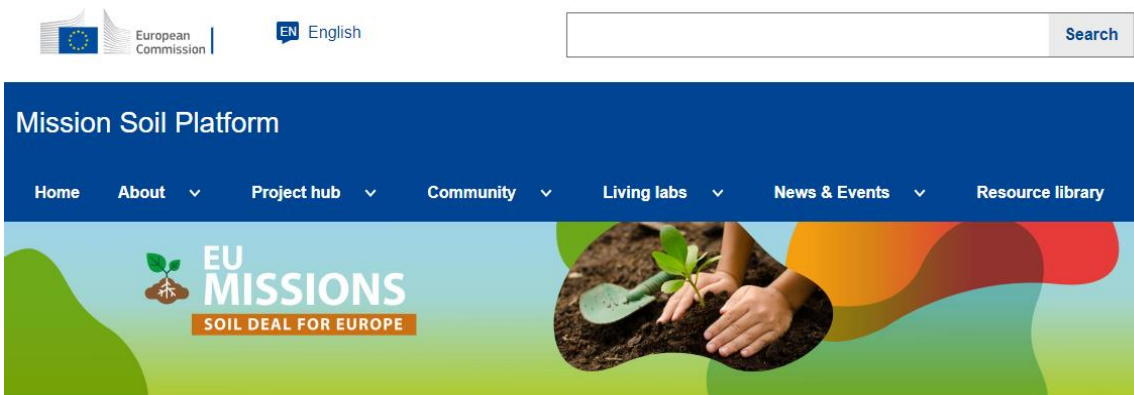 European
Commission
EN English
Search
Mission Soil Platform
Home About Project hub Community Living labs News & Events Resource library
EU
MISSIONS
SOIL DEAL FOR EUROPE